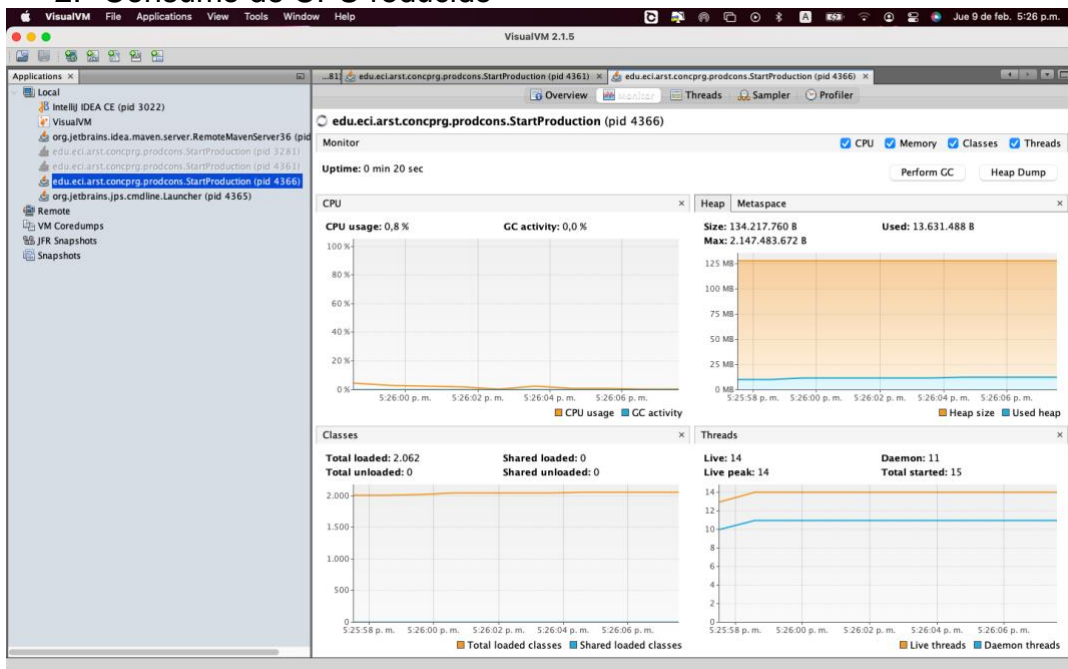 2. Consumo de CPU reducido
VisualVM File Applications View Tools Window Help
A
Jue 9 de feb. 5:26 p.m.
VisualVM 2.1.5
Applications ×
...81) × edu.eci.arst.concprg.prodcons.StartProduction (pid 4361) × edu.eci.arst.concprg.prodcons.StartProduction (pid 4366) ×
Local
Intellij IDEA CE (pid 3022)
VisualVM
org.jetbrains.idea.maven.server.RemoteMavenServer36 (pid
edu.eci.arst.concprg.prodcons.StartProduction (pid 3281)
edu.eci.arst.concprg.prodcons.StartProduction (pid 4361)
edu.eci.arst.concprg.prodcons.StartProduction (pid 4366)
org.jetbrains.jps.cmdline.Launcher (pid 4365)
Remote
VM Coredumps
JFR Snapshots
Snapshots
Overview Monitor Threads Sampler Profiler
edu.eci.arst.concprg.prodcons.StartProduction (pid 4366)
Monitor CPU Memory Classes Threads
Uptime: 0 min 20 sec Perform GC Heap Dump
CPU ×
CPU usage: 0,8 % GC activity: 0,0 %
100 %
80 %
60 %
40 %
20 %
0 %
5:26:00 p. m. 5:26:02 p. m. 5:26:04 p. m. 5:26:06 p. m.
CPU usage GC activity
Heap Metaspace ×
Size: 134.217.760 B Used: 13.631.488 B
Max: 2.147.483.672 B
125 MB
100 MB
75 MB
50 MB
25 MB
0 MB
5:25:58 p. m. 5:26:00 p. m. 5:26:02 p. m. 5:26:04 p. m. 5:26:06 p. m.
Heap size Used heap
Classes ×
Total loaded: 2.062 Shared loaded: 0
Total unloaded: 0 Shared unloaded: 0
2.000
1.500
1.000
500
0
5:25:58 p. m. 5:26:00 p. m. 5:26:02 p. m. 5:26:04 p. m. 5:26:06 p. m.
Total loaded classes Shared loaded classes
Threads ×
Live: 14 Daemon: 11
Live peak: 14 Total started: 15
14
12
10
8
6
4
2
0
5:25:58 p. m. 5:26:00 p. m. 5:26:02 p. m. 5:26:04 p. m. 5:26:06 p. m.
Live threads Daemon threads